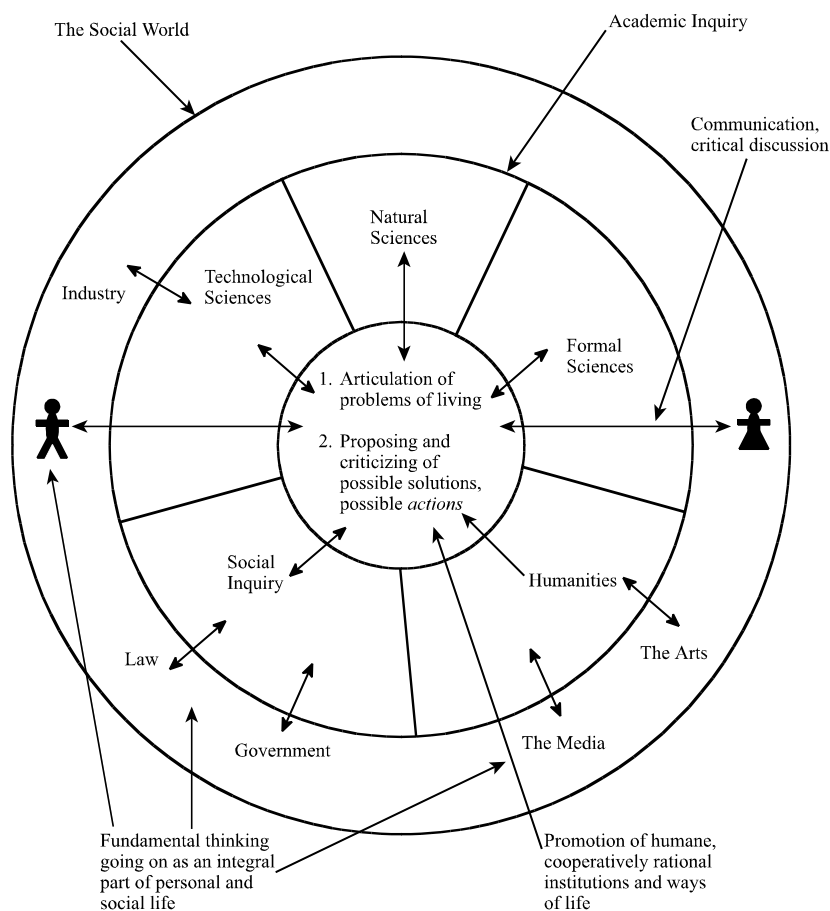 The Social World
Academic Inquiry
Communication,
critical discussion
Natural
Sciences
Technological
Sciences
Industry
Formal
Sciences
1. Articulation of
problems of living
2. Proposing and
criticizing of
possible solutions,
possible actions
Social
Inquiry
Humanities
Law
The Arts
Government
The Media
Fundamental thinking
going on as an integral
part of personal and
social life
Promotion of humane,
cooperatively rational
institutions and ways
of life